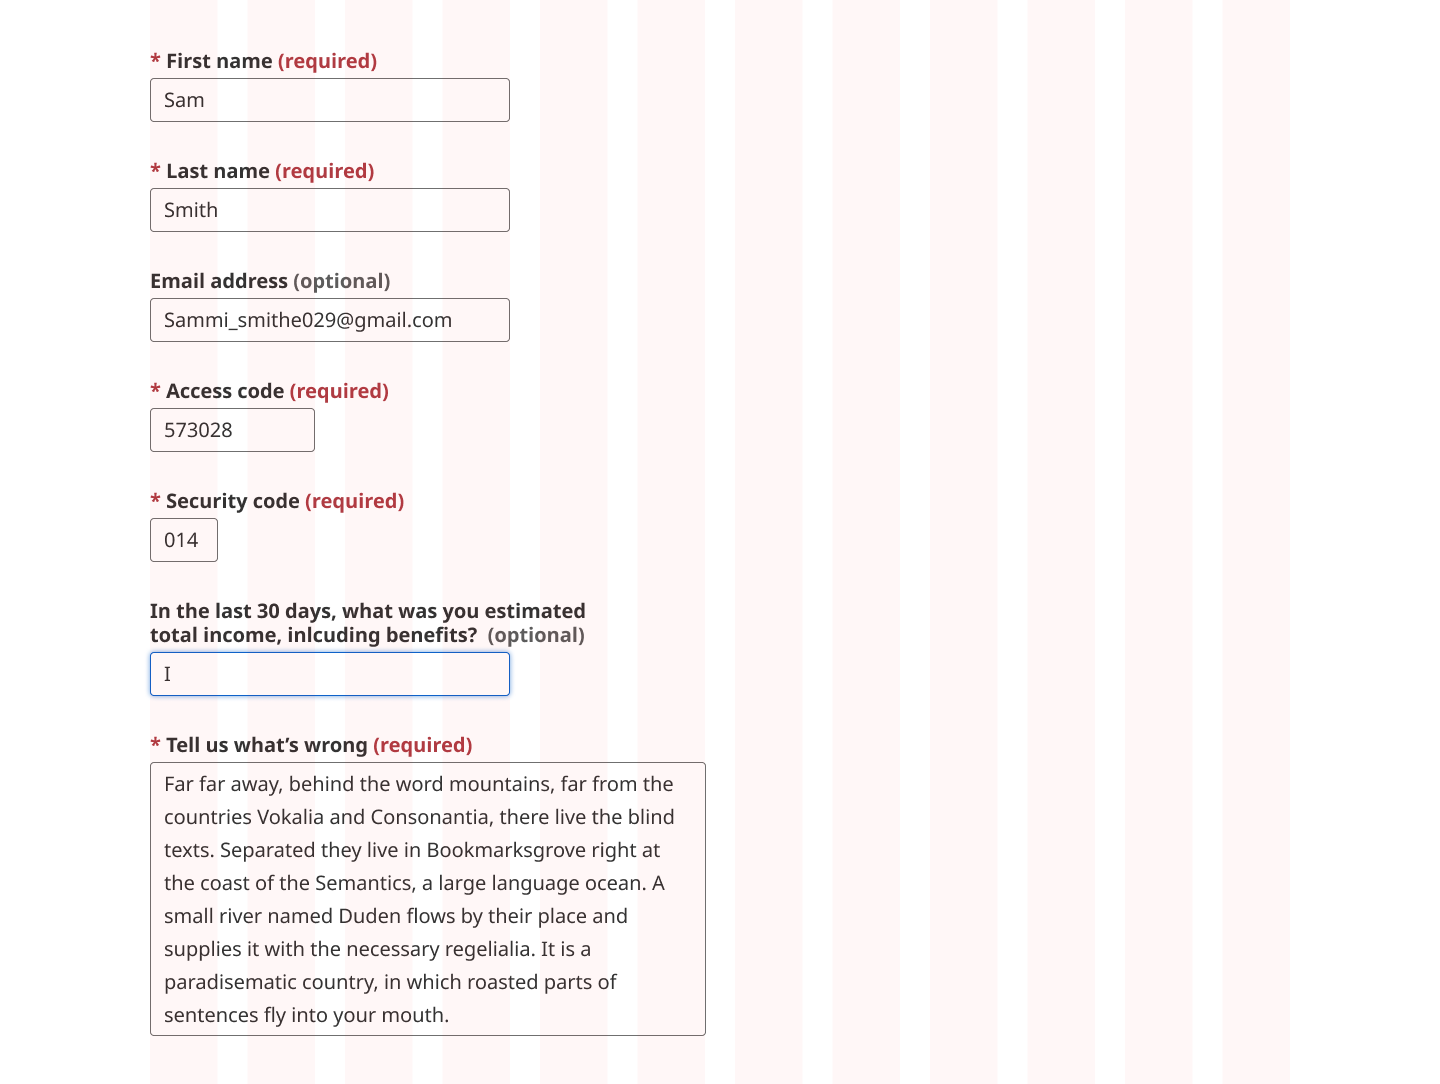 * First name (required)
Sam
* Last name (required)
Smith
Email address (optional)
Sammi_smithe029@gmail.com
* Access code (required)
573028
* Security code (required)
014
In the last 30 days, what was you estimated
total income, inlcuding benefits? (optional)
I
* Tell us what’s wrong (required)
Far far away, behind the word mountains, far from the
countries Vokalia and Consonantia, there live the blind
texts. Separated they live in Bookmarksgrove right at
the coast of the Semantics, a large language ocean. A
small river named Duden flows by their place and
supplies it with the necessary regelialia. It is a
paradisematic country, in which roasted parts of
sentences fly into your mouth.